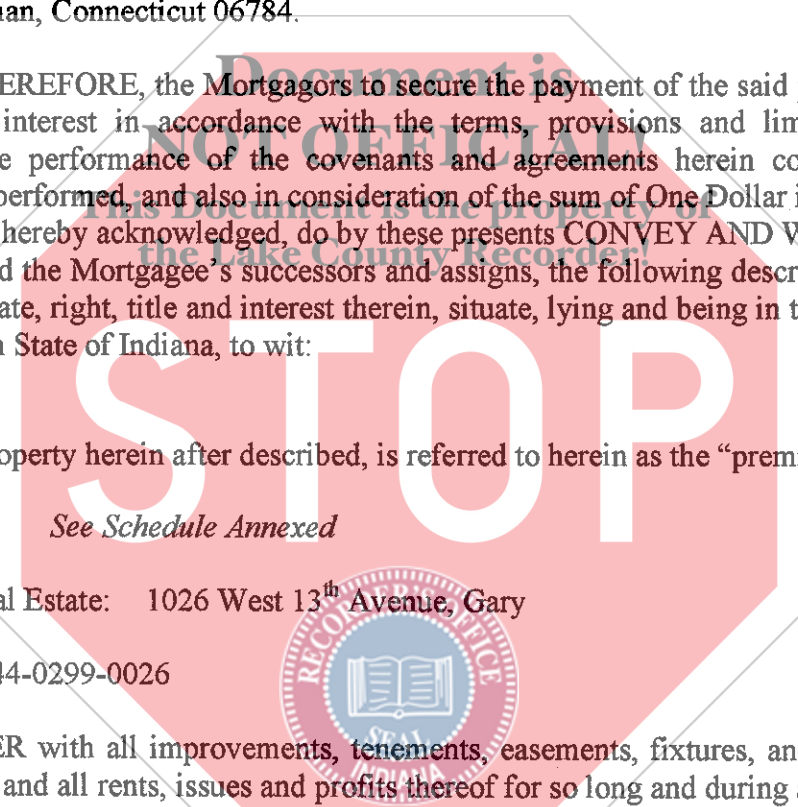 uan, Connecticut 06784.
Document is
EREFORE, the Mortgagors to secure the payment of the said
interest in accordance with the terms, provisions and lim
NOT OFFICIAL!
e performance of the covenants and agreements herein co
performed, and also in consideration of the sum of One Dollar i
This Document is the property of
hereby acknowledged, do by these presents CONVEY AND W
the Lake County Recorder!
d the Mortgagee's successors and assigns, the following descr
ate, right, title and interest therein, situate, lying and being in t
State of Indiana, to wit:
STOP
operty herein after described, is referred to herein as the “prem
See Schedule Annexed
al Estate: 1026 West 13th Avenue, Gary
RECORDER'S OFFICE
4-0299-0026
SEAL
INDIANA
ER with all improvements, tenements, easements, fixtures, an
and all rents, issues and profits thereof for so long and during